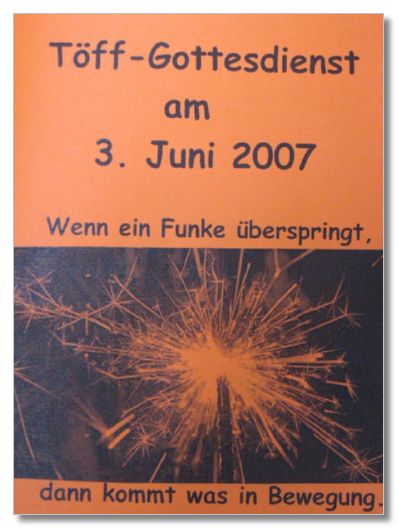 Töff-Gottesdienst
am
3. Juni 2007
Wenn ein Funke überspringt,
dann kommt was in Bewegung.